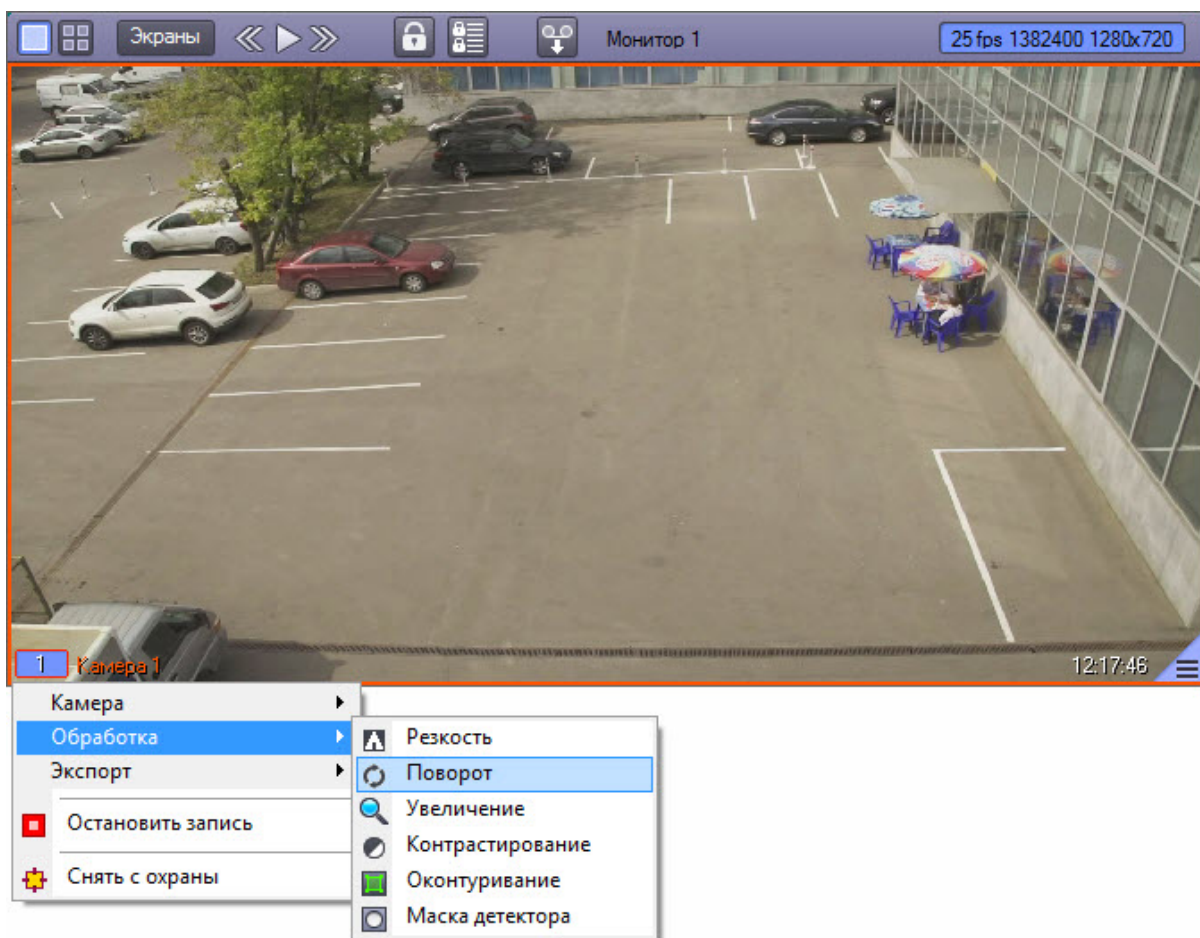 Экраны Монитор 1 25 fps 1382400 1280x720
1 Камера 1 12:17:46
Камера
Обработка
Экспорт
Остановить запись
Снять с охраны
Резкость
Поворот
Увеличение
Контрастирование
Оконтуривание
Маска детектора